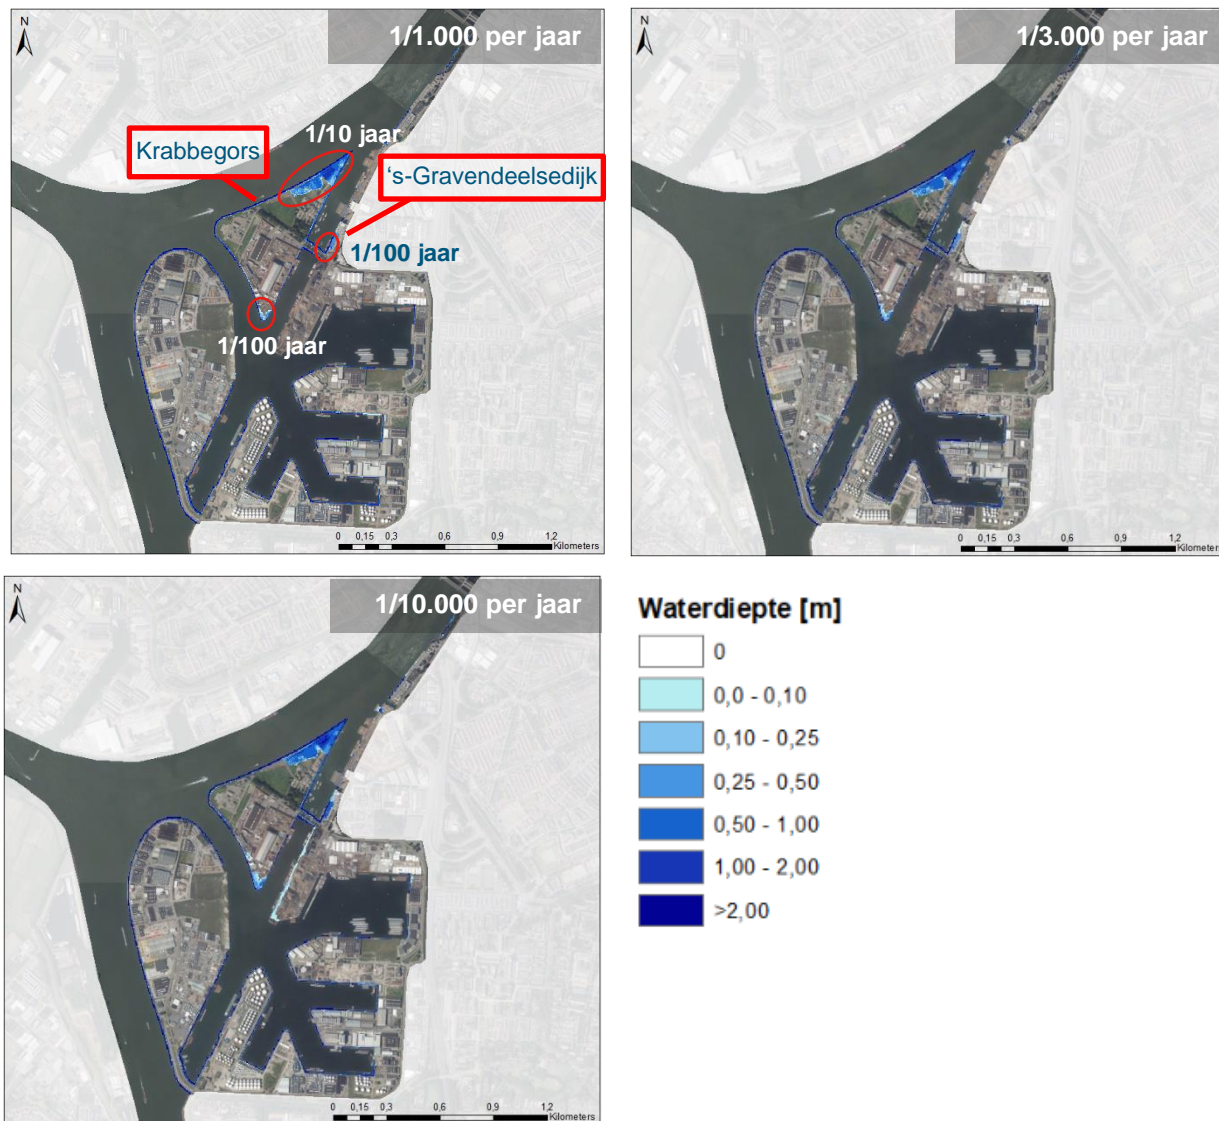 N
1/1.000 per jaar
Krabbegors
1/10 jaar
‘s-Gravendeelsedijk
1/100 jaar
1/100 jaar
0 0,15 0,3 0,6 0,9 1,2
Kilometers
N
1/3.000 per jaar
0 0,15 0,3 0,6 0,9 1,2
Kilometers
N
1/10.000 per jaar
0 0,15 0,3 0,6 0,9 1,2
Kilometers
Waterdiepte [m]
0
0,0 - 0,10
0,10 - 0,25
0,25 - 0,50
0,50 - 1,00
1,00 - 2,00
>2,00